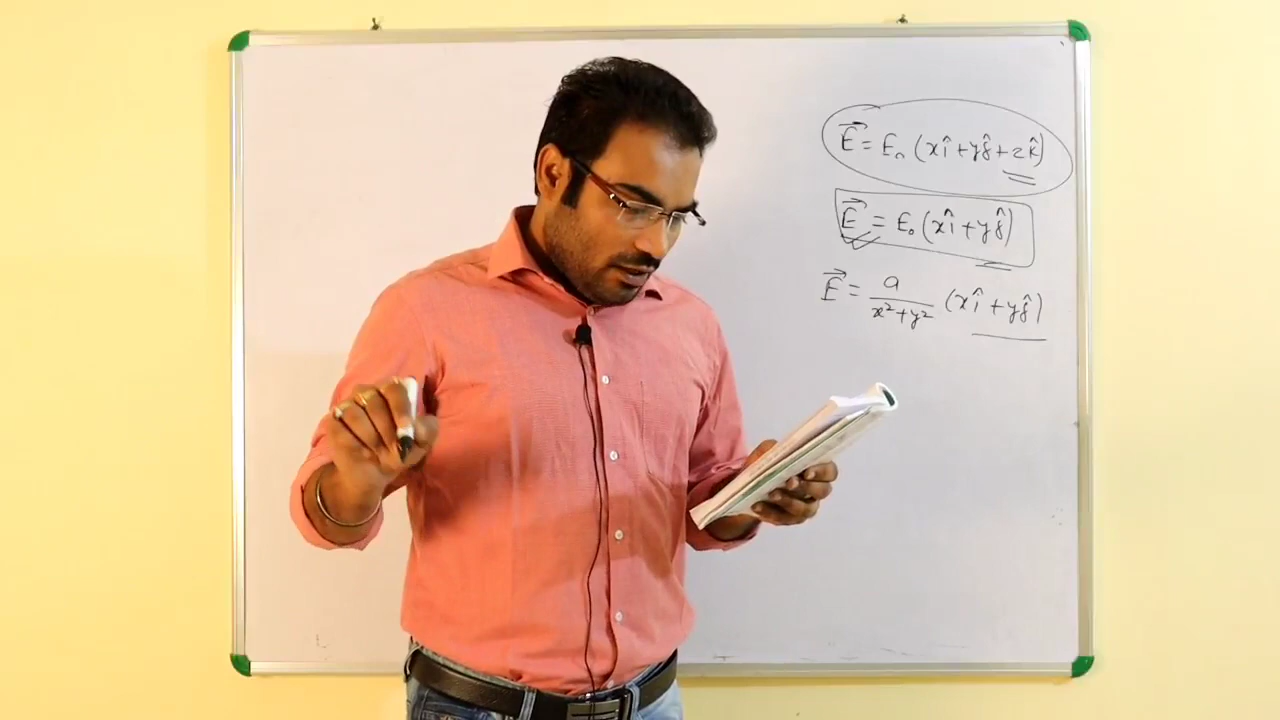 E⃗ = E₀ (xî + yĵ + zk̂)
E⃗ = E₀ (xî + yĵ)
E⃗ = a / (x² + y²) (xî + yĵ)